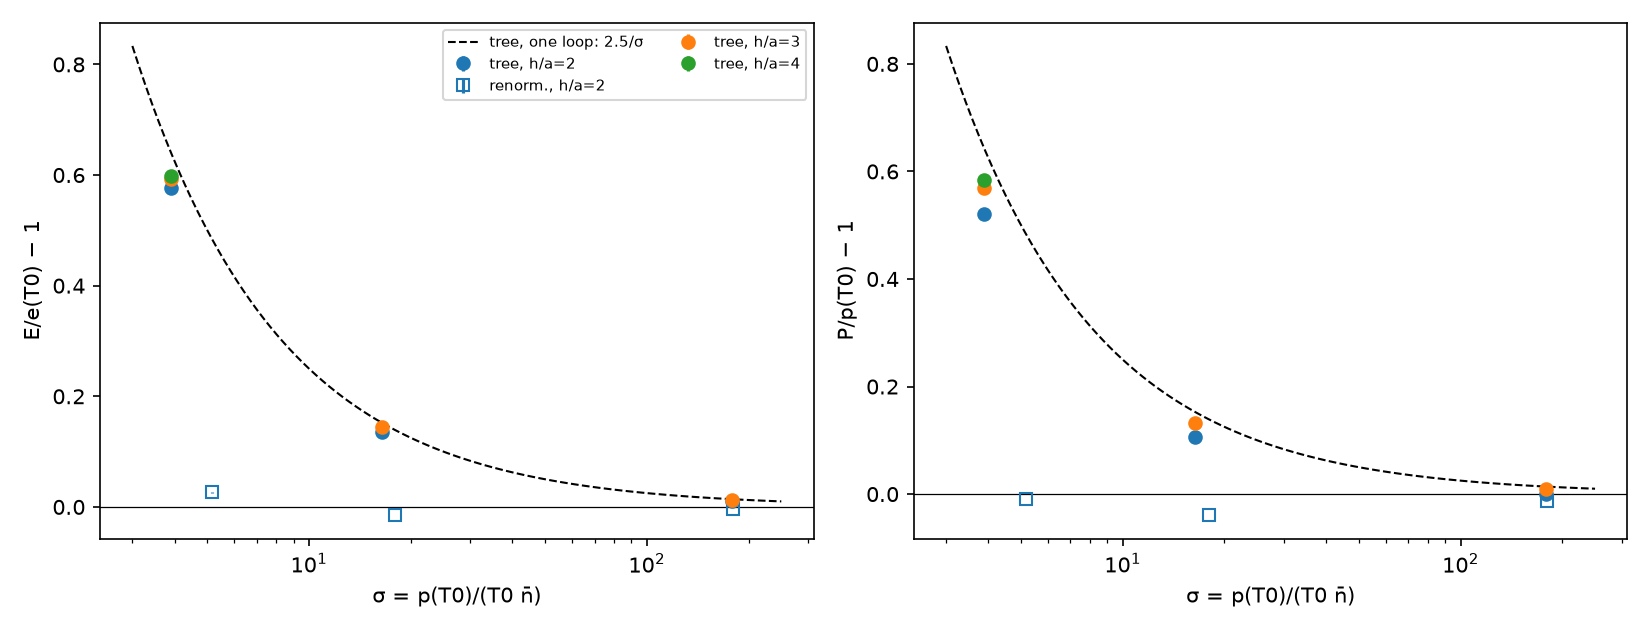 E/e(T0) − 1
0.8
0.6
0.4
0.2
0.0
10¹
10²
σ = p(T0)/(T0 n̄)
tree, one loop: 2.5/σ
tree, h/a=2
renorm., h/a=2
tree, h/a=3
tree, h/a=4
P/p(T0) − 1
0.8
0.6
0.4
0.2
0.0
10¹
10²
σ = p(T0)/(T0 n̄)